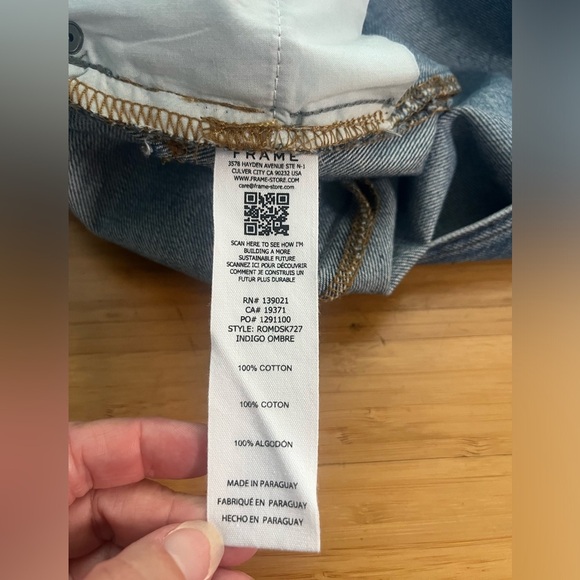 FRAME
3578 HAYDEN AVENUE STE N-1
CULVER CITY CA 90232 USA
WWW.FRAME-STORE.COM
care@frame-store.com
SCAN HERE TO SEE HOW I'M
BUILDING A MORE
SUSTAINABLE FUTURE
SCANNEZ ICI POUR DÉCOUVRIR
COMMENT JE CONSTRUIS UN
FUTUR PLUS DURABLE
RN# 139021
CA# 19371
PO# 1291100
STYLE: ROMDSK727
INDIGO OMBRE
100% COTTON
100% COTON
100% ALGODÓN
MADE IN PARAGUAY
FABRIQUÉ EN PARAGUAY
HECHO EN PARAGUAY